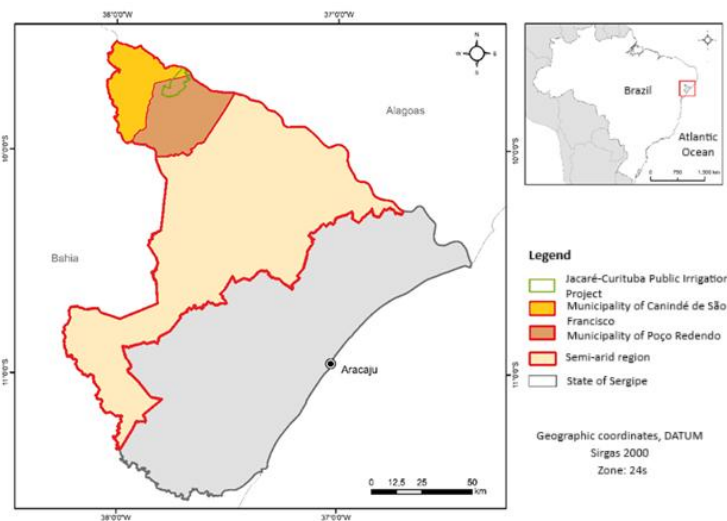 38°0'0"W
37°0'0"W
N
W
E
S
Alagoas
Bahia
Aracaju
10°0'0"S
10°0'0"S
11°0'0"S
11°0'0"S
0 12,5 25 50
km
38°0'0"W
37°0'0"W
Brazil
Atlantic
Ocean
0 750 1.500 km
Legend
Jacaré-Curituba Public Irrigation
Project
Municipality of Canindé de São
Francisco
Municipality of Poço Redendo
Semi-arid region
State of Sergipe
Geographic coordinates, DATUM
Sirgas 2000
Zone: 24s